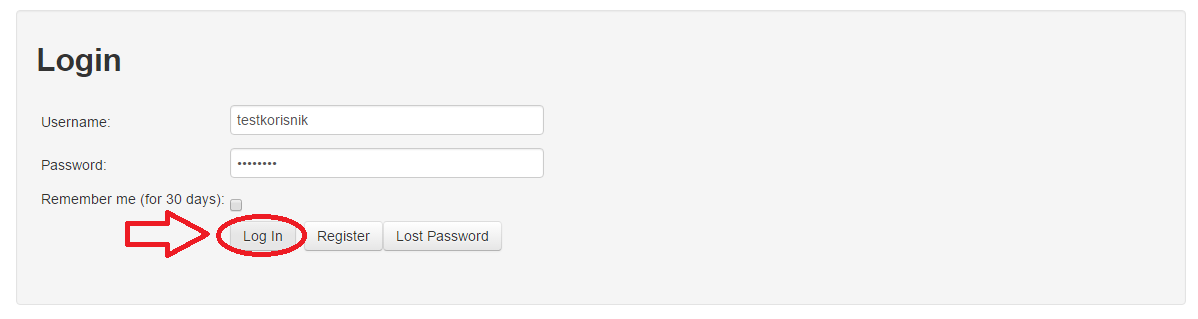 Login
Username: testkorisnik
Password: ••••••••
Remember me (for 30 days):
Log In Register Lost Password